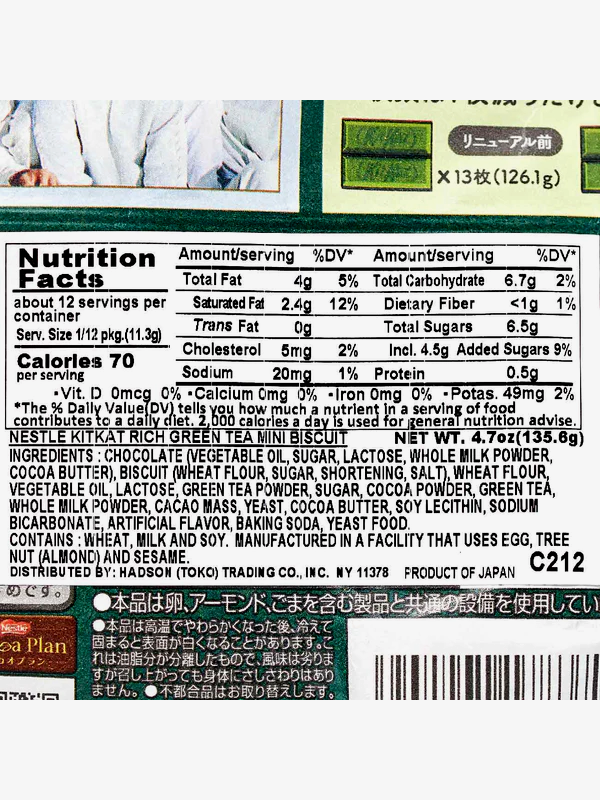 リニューアル前
×13枚(126.1g)
Nutrition Facts
about 12 servings per container
Serv. Size 1/12 pkg.(11.3g)
Calories 70
per serving
Amount/serving %DV* Amount/serving %DV*
Total Fat 4g 5% Total Carbohydrate 6.7g 2%
Saturated Fat 2.4g 12% Dietary Fiber <1g 1%
Trans Fat 0g Total Sugars 6.5g
Cholesterol 5mg 2% Incl. 4.5g Added Sugars 9%
Sodium 20mg 1% Protein 0.5g
•Vit. D 0mcg 0% •Calcium 0mg 0% •Iron 0mg 0% •Potas. 49mg 2%
*The % Daily Value(DV) tells you how much a nutrient in a serving of food
contributes to a daily diet. 2,000 calories a day is used for general nutrition advise.
NESTLE KITKAT RICH GREEN TEA MINI BISCUIT NET WT. 4.7oz(135.6g)
INGREDIENTS : CHOCOLATE (VEGETABLE OIL, SUGAR, LACTOSE, WHOLE MILK POWDER,
COCOA BUTTER), BISCUIT (WHEAT FLOUR, SUGAR, SHORTENING, SALT), WHEAT FLOUR,
VEGETABLE OIL, LACTOSE, GREEN TEA POWDER, SUGAR, COCOA POWDER, GREEN TEA,
WHOLE MILK POWDER, CACAO MASS, YEAST, COCOA BUTTER, SOY LECITHIN, SODIUM
BICARBONATE, ARTIFICIAL FLAVOR, BAKING SODA, YEAST FOOD.
CONTAINS : WHEAT, MILK AND SOY. MANUFACTURED IN A FACILITY THAT USES EGG, TREE
NUT (ALMOND) AND SESAME.
DISTRIBUTED BY: HADSON (TOKO) TRADING CO., INC. NY 11378 PRODUCT OF JAPAN C212
めです。
●本品は卵、アーモンド、ごまを含む製品と共通の設備を使用してい
Nestle
a Plan
カオプラン
●本品は高温でやわらかくなった後、冷えて
固まると表面が白くなることがあります。こ
れは油脂分が分離したもので、風味は劣りま
すが召し上がっても身体にさしさわりはあり
ません。●不都合品はお取り替えします。